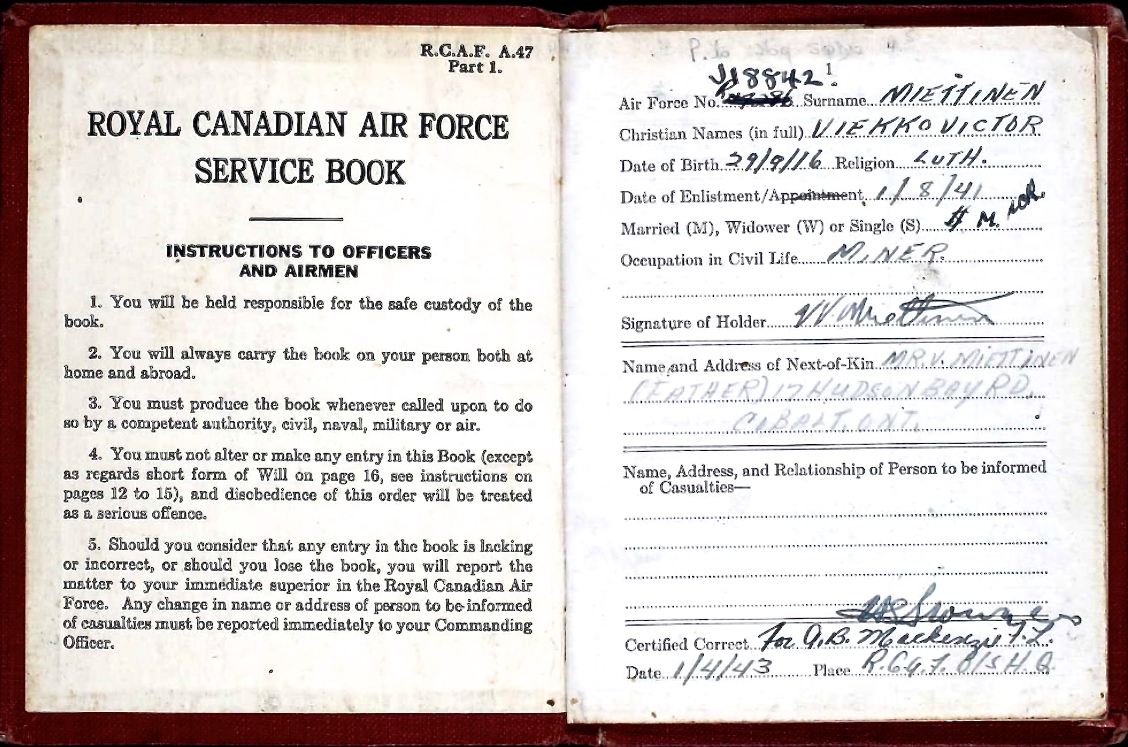 R.C.A.F. A.47
Part 1.
ROYAL CANADIAN AIR FORCE
SERVICE BOOK
INSTRUCTIONS TO OFFICERS
AND AIRMEN
1. You will be held responsible for the safe custody of the
book.
2. You will always carry the book on your person both at
home and abroad.
3. You must produce the book whenever called upon to do
so by a competent authority, civil, naval, military or air.
4. You must not alter or make any entry in this Book (except
as regards short form of Will on page 16, see instructions on
pages 12 to 15), and disobedience of this order will be treated
as a serious offence.
5. Should you consider that any entry in the book is lacking
or incorrect, or should you lose the book, you will report the
matter to your immediate superior in the Royal Canadian Air
Force. Any change in name or address of person to be informed
of casualties must be reported immediately to your Commanding
Officer.
1
J18842
Air Force No. Surname MIETTINEN
Christian Names (in full) VIEKKO VICTOR
Date of Birth 29/9/16 Religion LUTH.
Date of Enlistment/Appointment 1/8/41
Married (M), Widower (W) or Single (S) M.
Occupation in Civil Life MINER.
Signature of Holder VV Miettinen
Name and Address of Next-of-Kin MR. V. MIETTINEN
(FATHER) 17 HUDSON BAY RD.
COBALT. ONT.
Name, Address, and Relationship of Person to be informed
of Casualties—
Certified Correct for A.B. Mackenzie F.L.
Date 1/4/43 Place R.C.A.F. O/S H.Q.